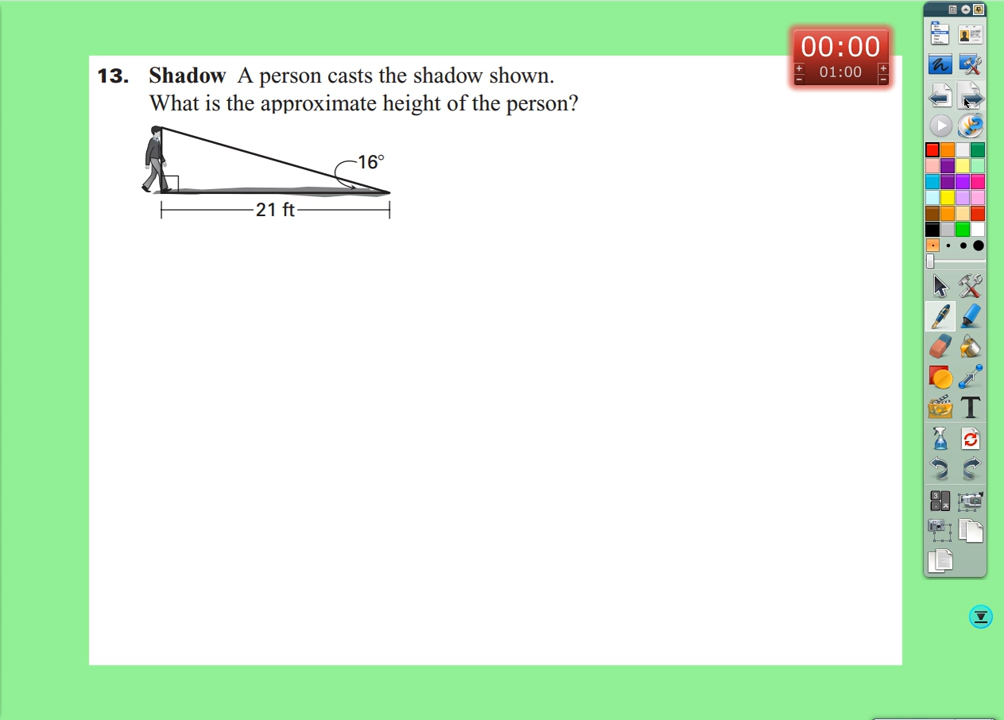 00:00
01:00
13. Shadow A person casts the shadow shown.
What is the approximate height of the person?
16°
21 ft
T